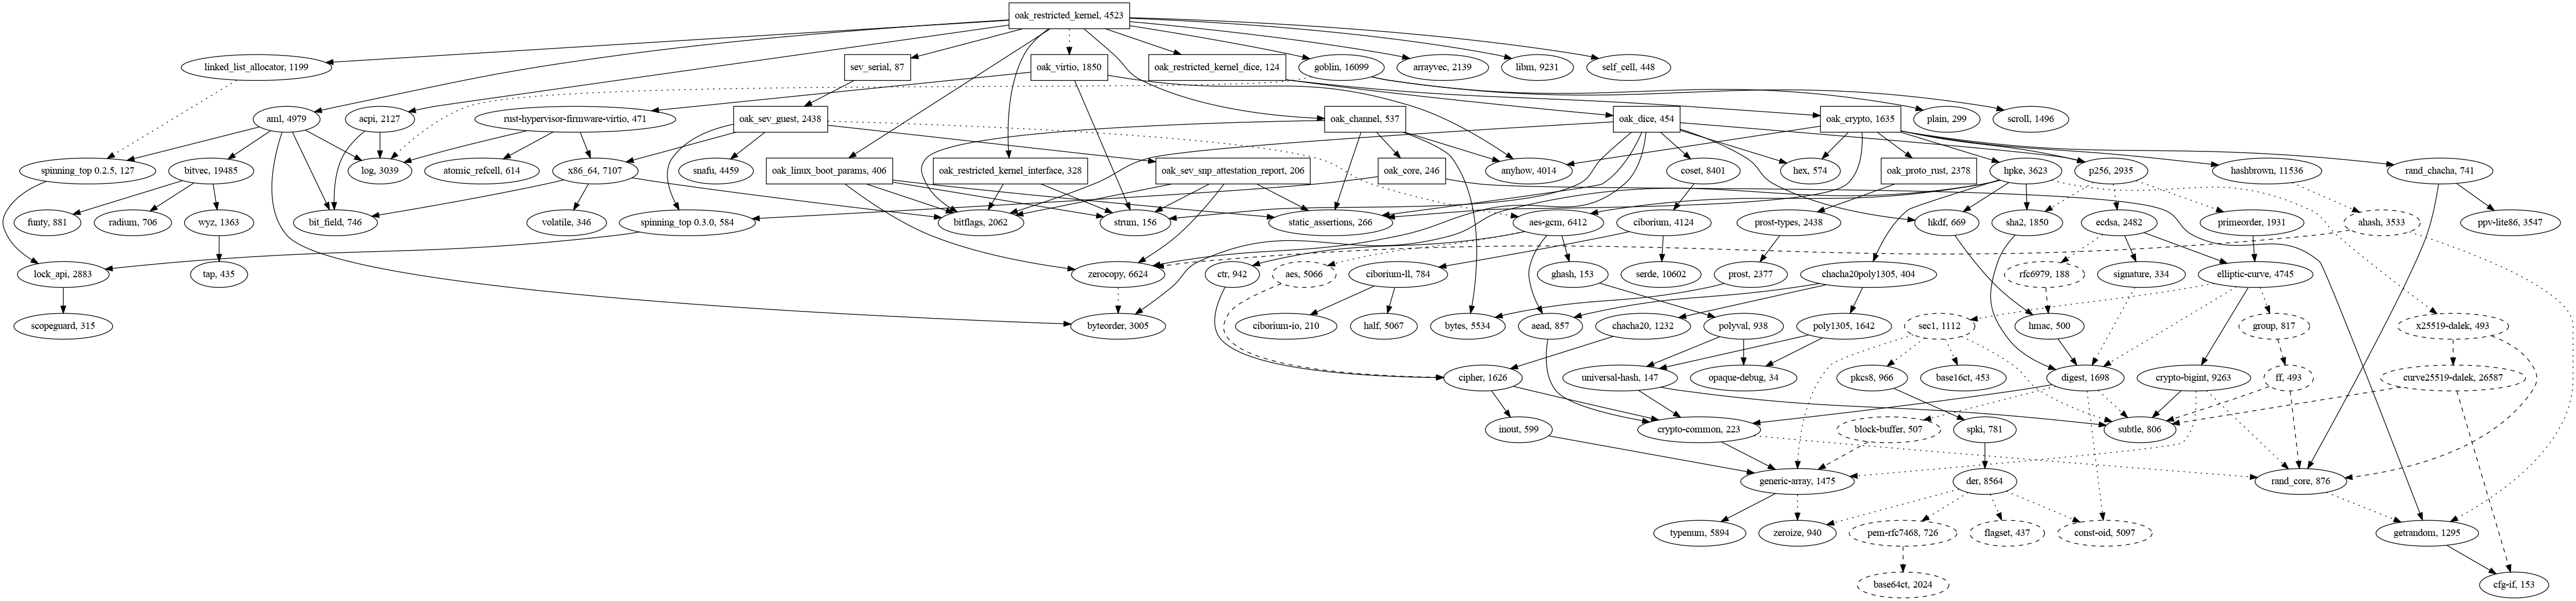 oak_restricted_kernel, 4523
linked_list_allocator, 1199
sev_serial, 87
oak_virtio, 1850
oak_restricted_kernel_dice, 124
goblin, 16099
arrayvec, 2139
libm, 9231
self_cell, 448
aml, 4979
acpi, 2127
rust-hypervisor-firmware-virtio, 471
oak_sev_guest, 2438
oak_channel, 537
oak_dice, 454
oak_crypto, 1635
plain, 299
scroll, 1496
spinning_top 0.2.5, 127
bitvec, 19485
log, 3039
atomic_refcell, 614
x86_64, 7107
snafu, 4459
oak_linux_boot_params, 406
oak_restricted_kernel_interface, 328
oak_sev_snp_attestation_report, 206
oak_core, 246
anyhow, 4014
coset, 8401
hex, 574
oak_proto_rust, 2378
hpke, 3623
p256, 2935
hashbrown, 11536
rand_chacha, 741
funty, 881
radium, 706
wyz, 1363
bit_field, 746
volatile, 346
spinning_top 0.3.0, 584
bitflags, 2062
strum, 156
static_assertions, 266
aes-gcm, 6412
ciborium, 4124
prost-types, 2438
hkdf, 669
sha2, 1850
ecdsa, 2482
primeorder, 1931
ahash, 3533
ppv-lite86, 3547
lock_api, 2883
tap, 435
zerocopy, 6624
ctr, 942
aes, 5066
ciborium-ll, 784
ghash, 153
serde, 10602
prost, 2377
chacha20poly1305, 404
rfc6979, 188
signature, 334
elliptic-curve, 4745
scopeguard, 315
byteorder, 3005
ciborium-io, 210
half, 5067
bytes, 5534
aead, 857
chacha20, 1232
polyval, 938
poly1305, 1642
sec1, 1112
hmac, 500
group, 817
x25519-dalek, 493
cipher, 1626
universal-hash, 147
opaque-debug, 34
pkcs8, 966
base16ct, 453
digest, 1698
crypto-bigint, 9263
ff, 493
curve25519-dalek, 26587
inout, 599
crypto-common, 223
block-buffer, 507
spki, 781
subtle, 806
generic-array, 1475
der, 8564
rand_core, 876
typenum, 5894
zeroize, 940
pem-rfc7468, 726
flagset, 437
const-oid, 5097
getrandom, 1295
base64ct, 2024
cfg-if, 153